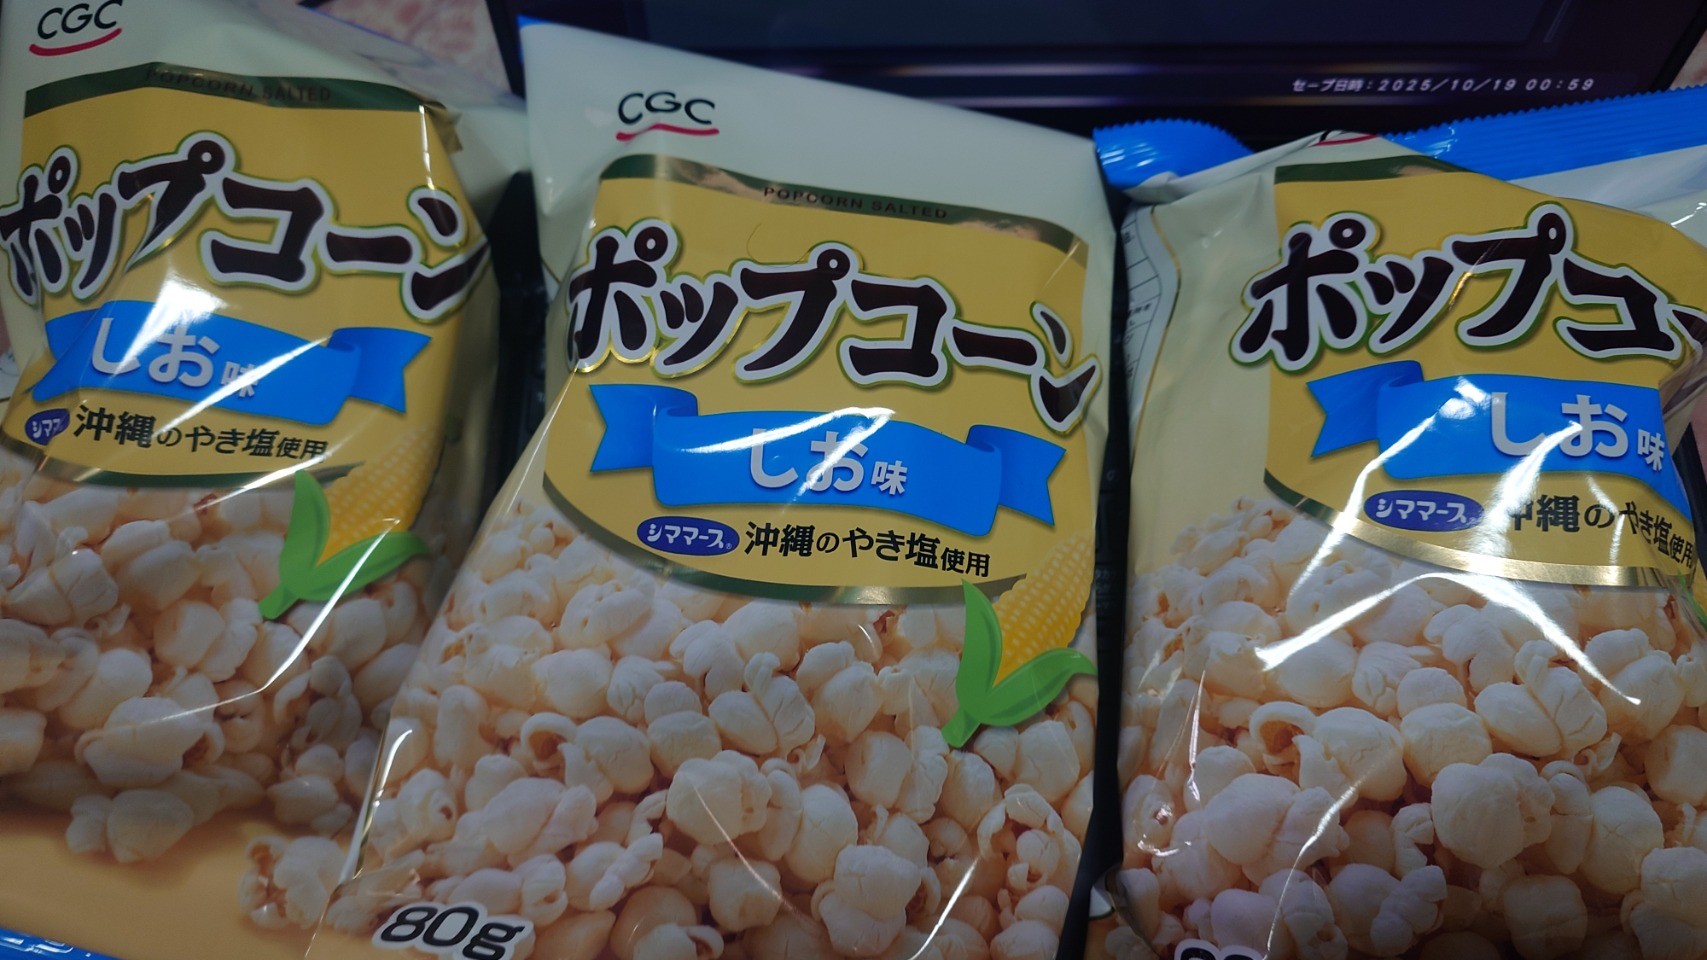 セーブ日時:2025/10/19 00:59
CGC
POPCORN SALTED
ポップコーン
しお味
シママース 沖縄のやき塩使用
CGC
POPCORN SALTED
ポップコーン
しお味
シママース® 沖縄のやき塩使用
80g
ポップコ
しお味
シママース® 沖縄のやき塩使用